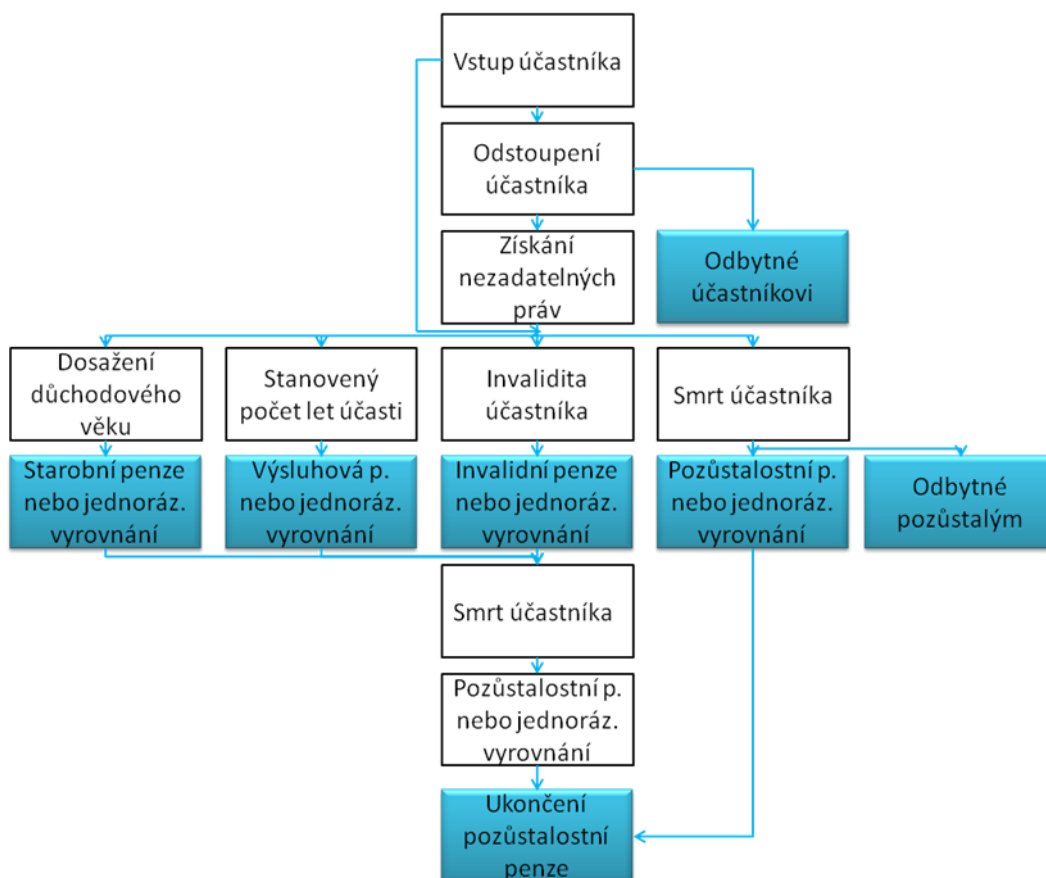 Vstup účastníka
Odstoupení
účastníka
Získání
nezadatelných
práv
Odbytné
účastníkovi
Dosažení
důchodového
věku
Stanovený
počet let účasti
Invalidita
účastníka
Smrt účastníka
Starobní penze
nebo jednoráz.
vyrovnání
Výsluhová p.
nebo jednoráz.
vyrovnání
Invalidní penze
nebo jednoráz.
vyrovnání
Pozůstalostní p.
nebo jednoráz.
vyrovnání
Odbytné
pozůstalým
Smrt účastníka
Pozůstalostní p.
nebo jednoráz.
vyrovnání
Ukončení
pozůstalostní
penze